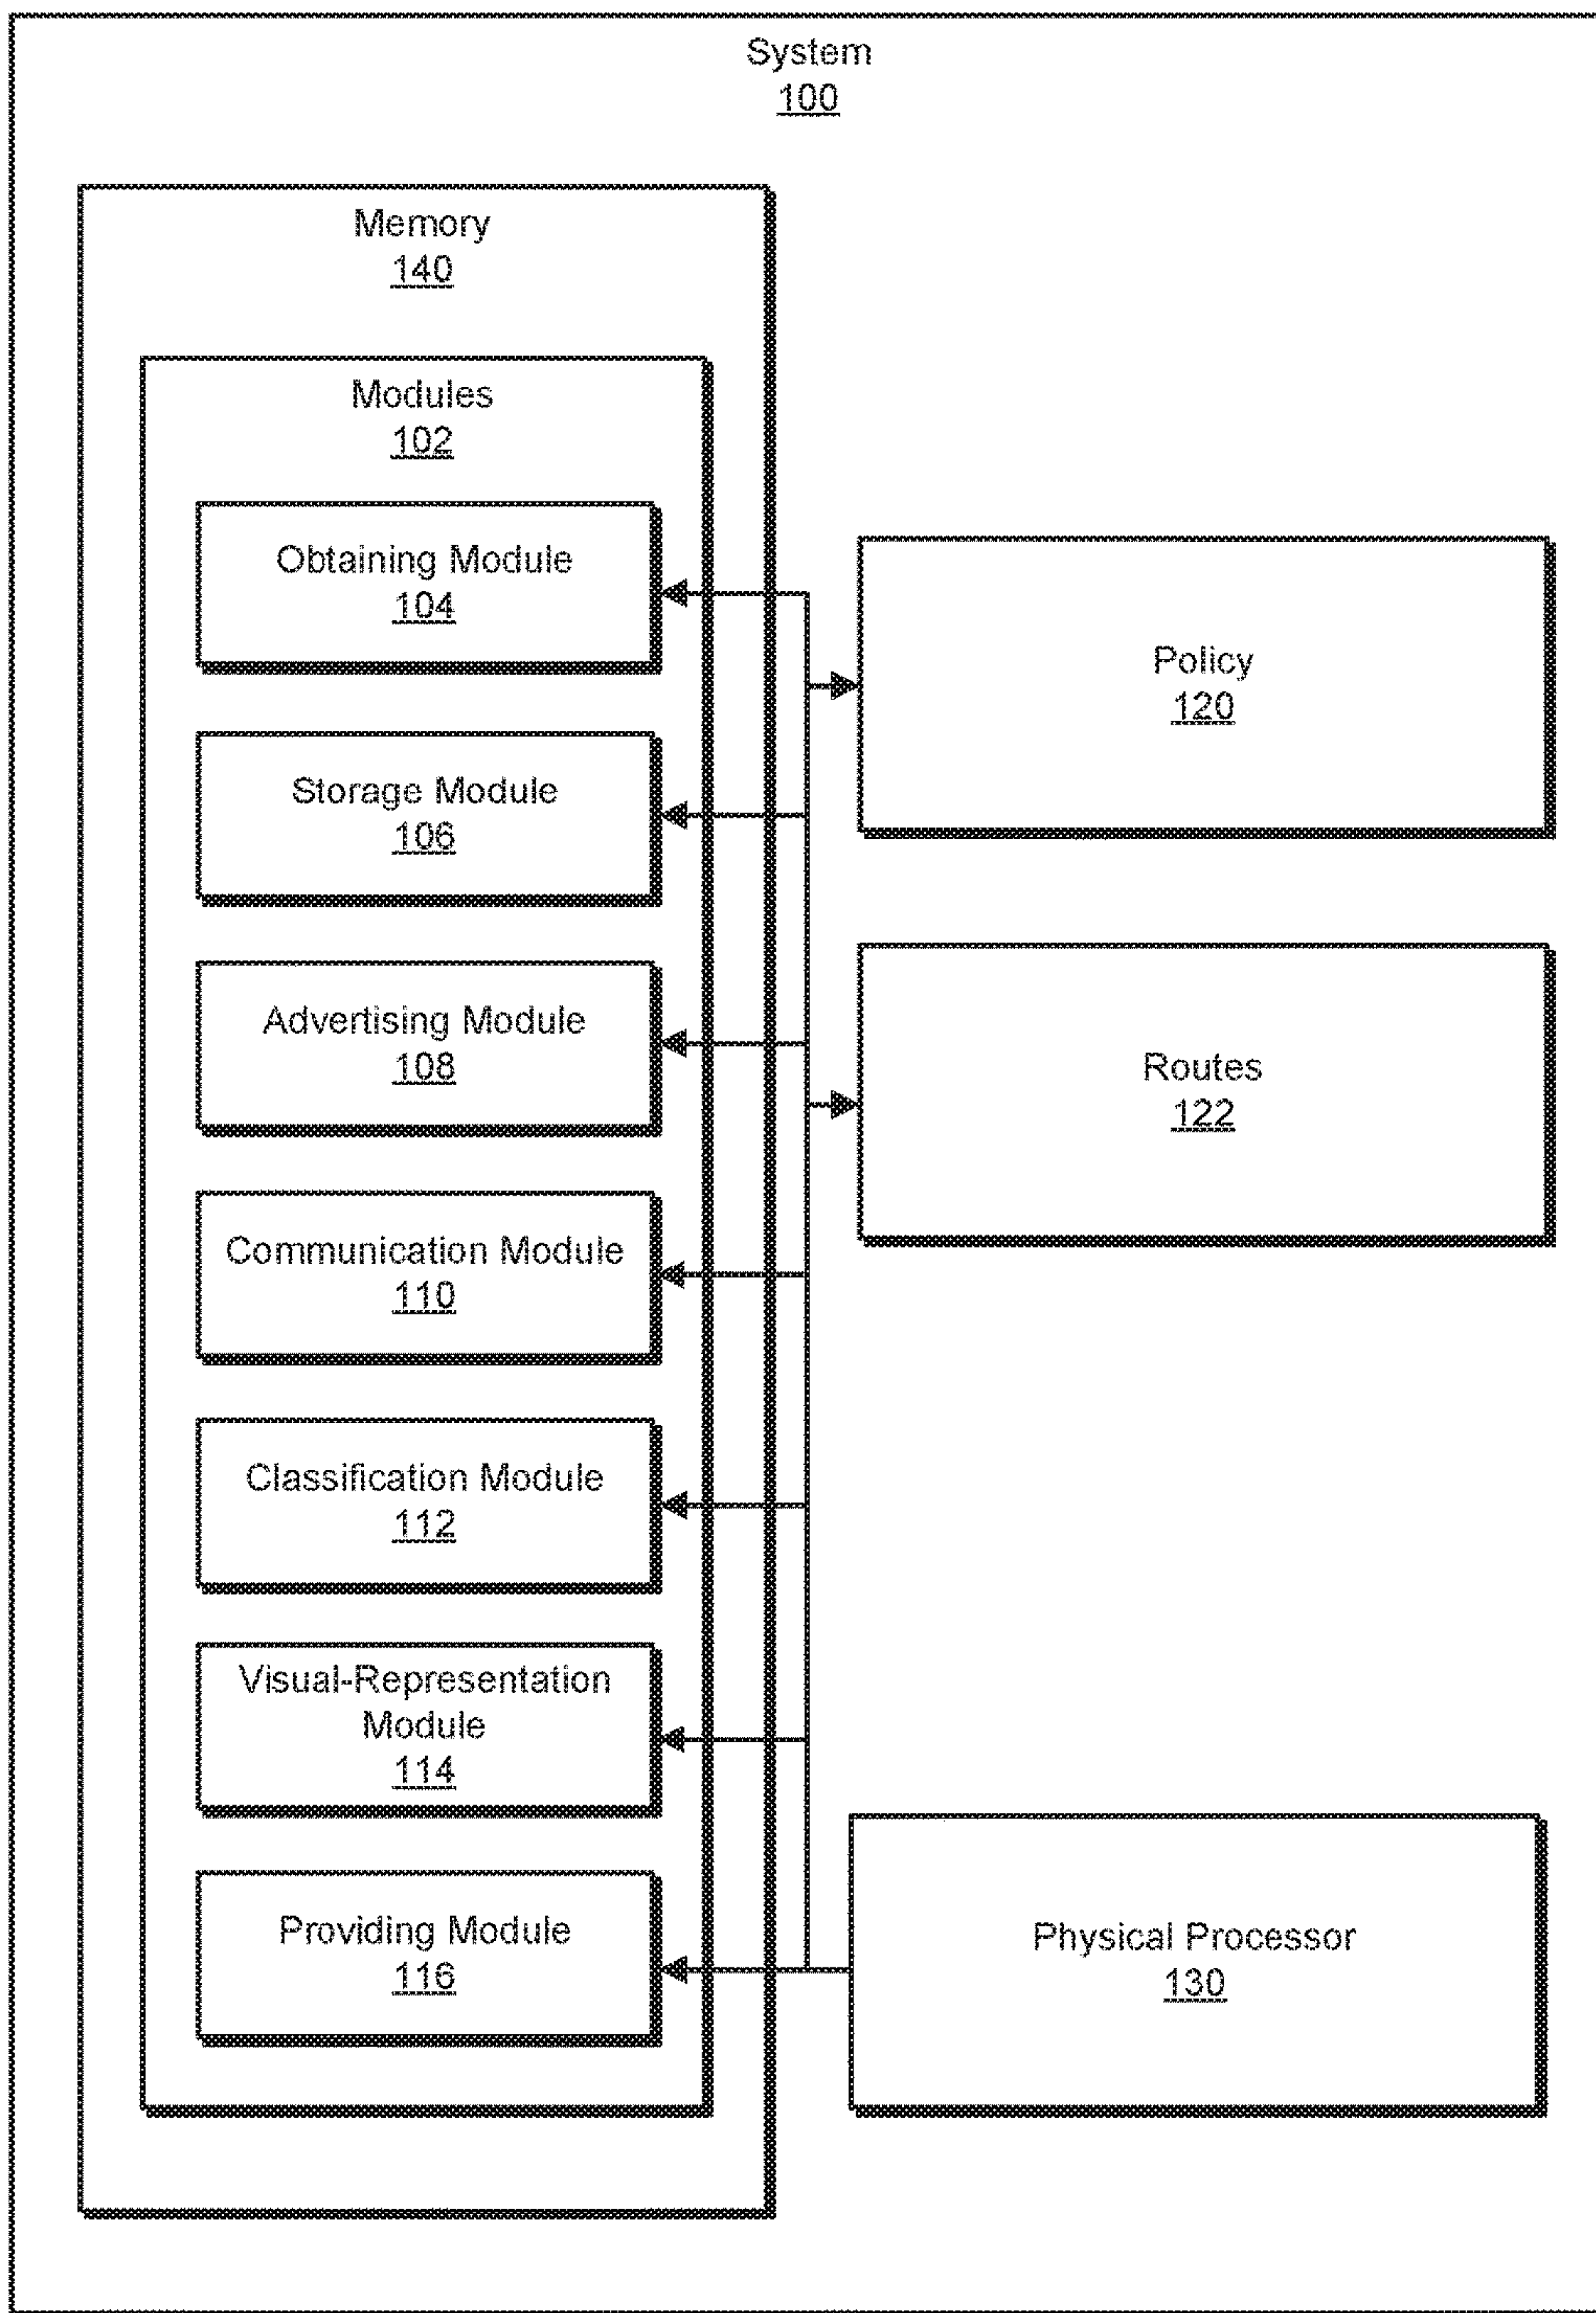 System
100
Memory
140
Modules
102
Obtaining Module
104
Storage Module
106
Advertising Module
108
Communication Module
110
Classification Module
112
Visual-Representation
Module
114
Providing Module
116
Policy
120
Routes
122
Physical Processor
130